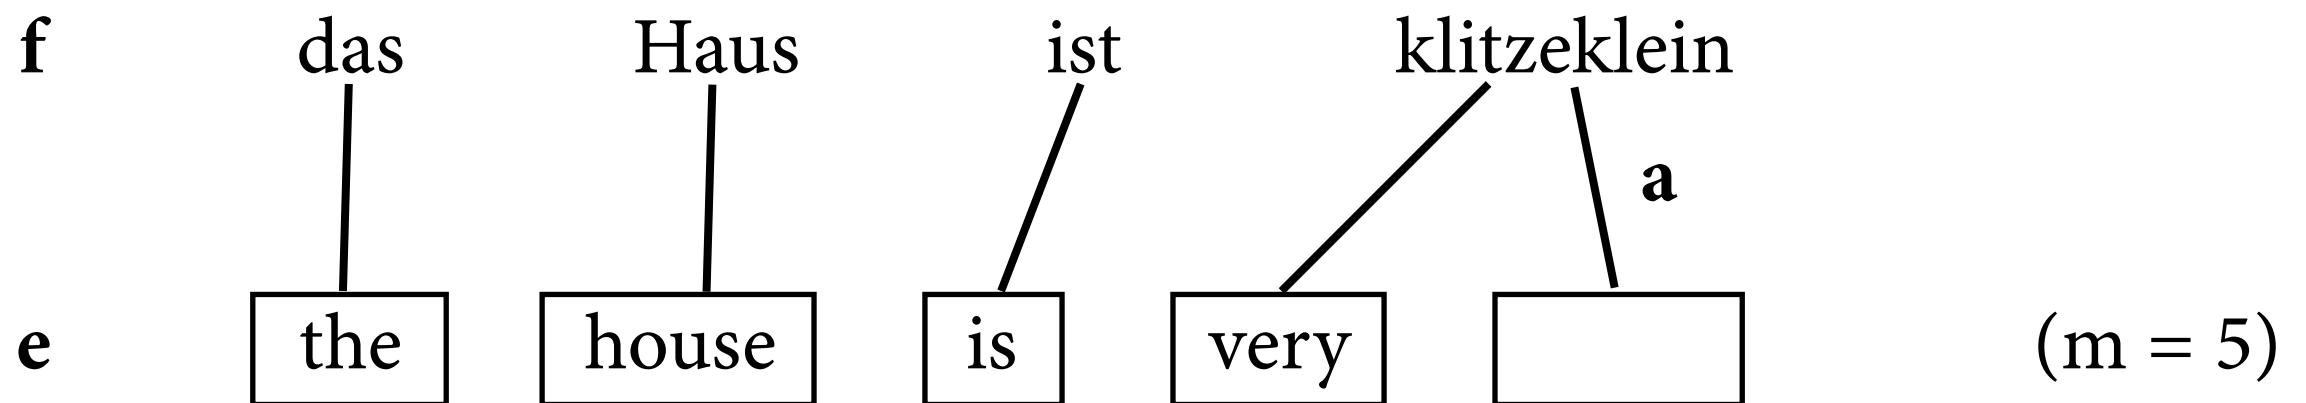 f das Haus ist klitzeklein
a
e the house is very (m = 5)